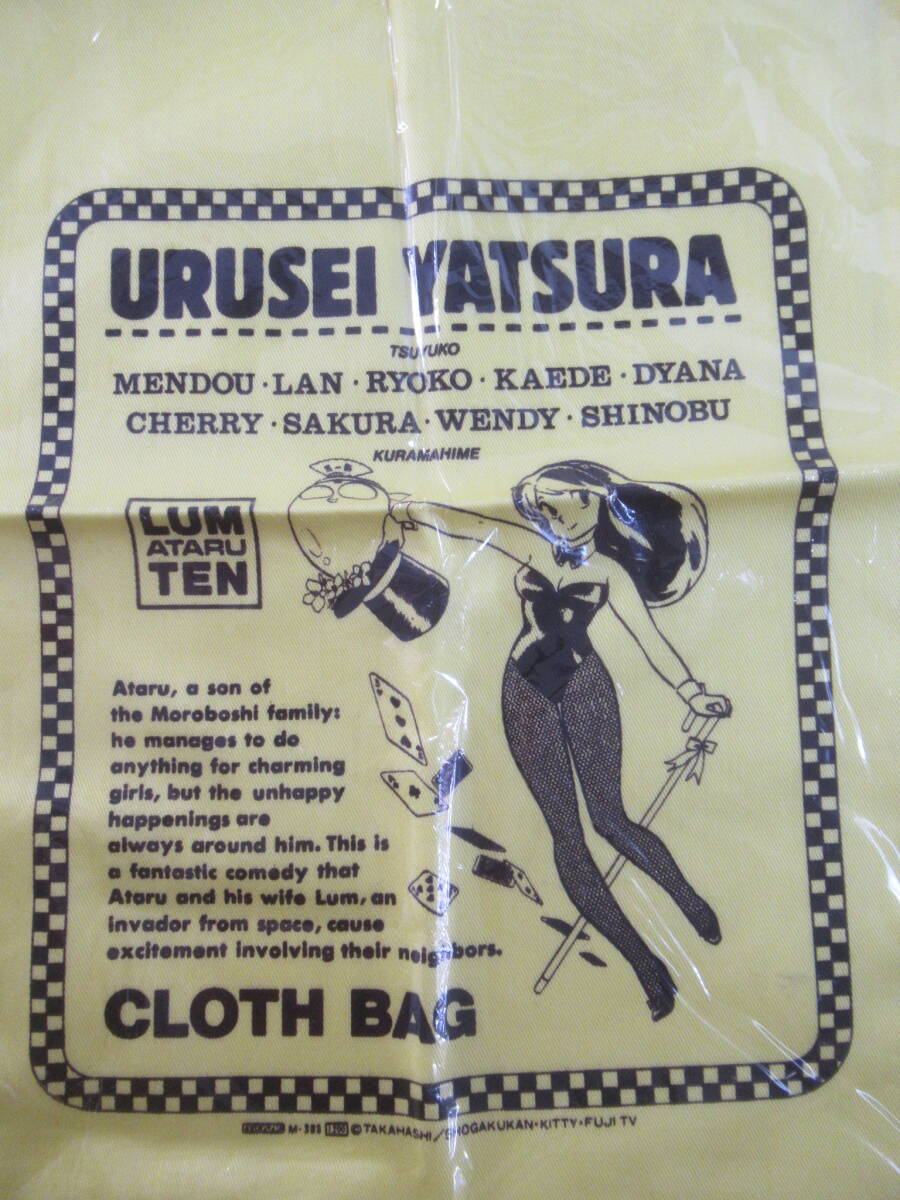 URUSEI YATSURA
TSUYUKO
MENDOU·LAN·RYOKO·KAEDE·DYANA
CHERRY·SAKURA·WENDY·SHINOBU
KURAMAHIME
LUM
ATARU
TEN
Ataru, a son of
the Moroboshi family:
he manages to do
anything for charming
girls, but the unhappy
happenings are
always around him. This is
a fantastic comedy that
Ataru and his wife Lum, an
invador from space, cause
excitement involving their neighbors.
CLOTH BAG
M-385 1200 ©TAKAHASHI/SHOGAKUKAN·KITTY·FUJI TV